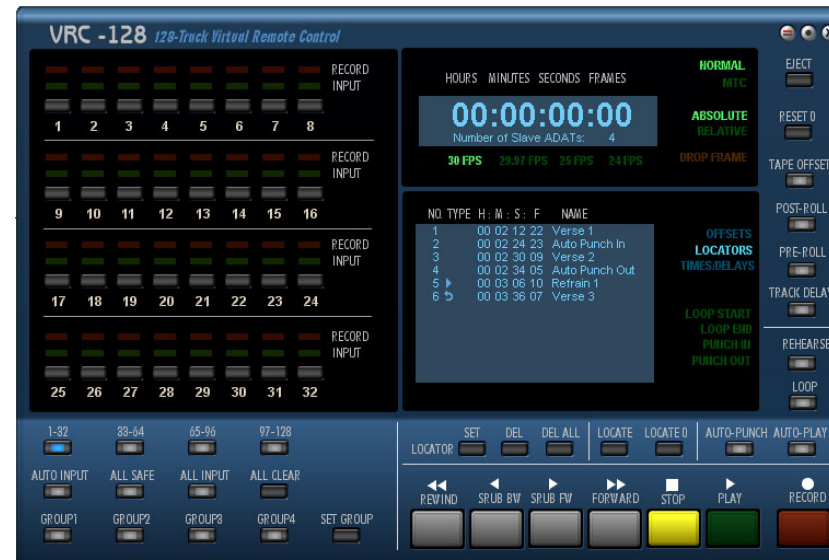 VRC -128 128-Truck Virtual Remote Control
RECORD
INPUT
1 2 3 4 5 6 7 8
RECORD
INPUT
9 10 11 12 13 14 15 16
RECORD
INPUT
17 18 19 20 21 22 23 24
RECORD
INPUT
25 26 27 28 29 30 31 32
HOURS MINUTES SECONDS FRAMES
00:00:00:00
Number of Slave ADATs: 4
30 FPS 29.97 FPS 25 FPS 24 FPS
NORMAL
MTC
ABSOLUTE
RELATIVE
DROP FRAME
NO. TYPE H : M : S : F NAME
1 00 02 12 22 Verse 1
2 00 02 24 23 Auto Punch In
3 00 02 30 09 Verse 2
4 00 02 34 05 Auto Punch Out
5 00 03 06 10 Refrain 1
6 00 03 36 07 Verse 3
OFFSETS
LOCATORS
TIMES/DELAYS
LOOP START
LOOP END
PUNCH IN
PUNCH OUT
EJECT
RESET 0
TAPE OFFSET
POST-ROLL
PRE-ROLL
TRACK DELAY
REHEARSE
LOOP
1-32 33-64 65-96 97-128
AUTO INPUT ALL SAFE ALL INPUT ALL CLEAR
GROUP1 GROUP2 GROUP3 GROUP4 SET GROUP
LOCATOR SET DEL DEL ALL LOCATE LOCATE 0 AUTO-PUNCH AUTO-PLAY
REWIND SRUB BW SRUB FW FORWARD STOP PLAY RECORD